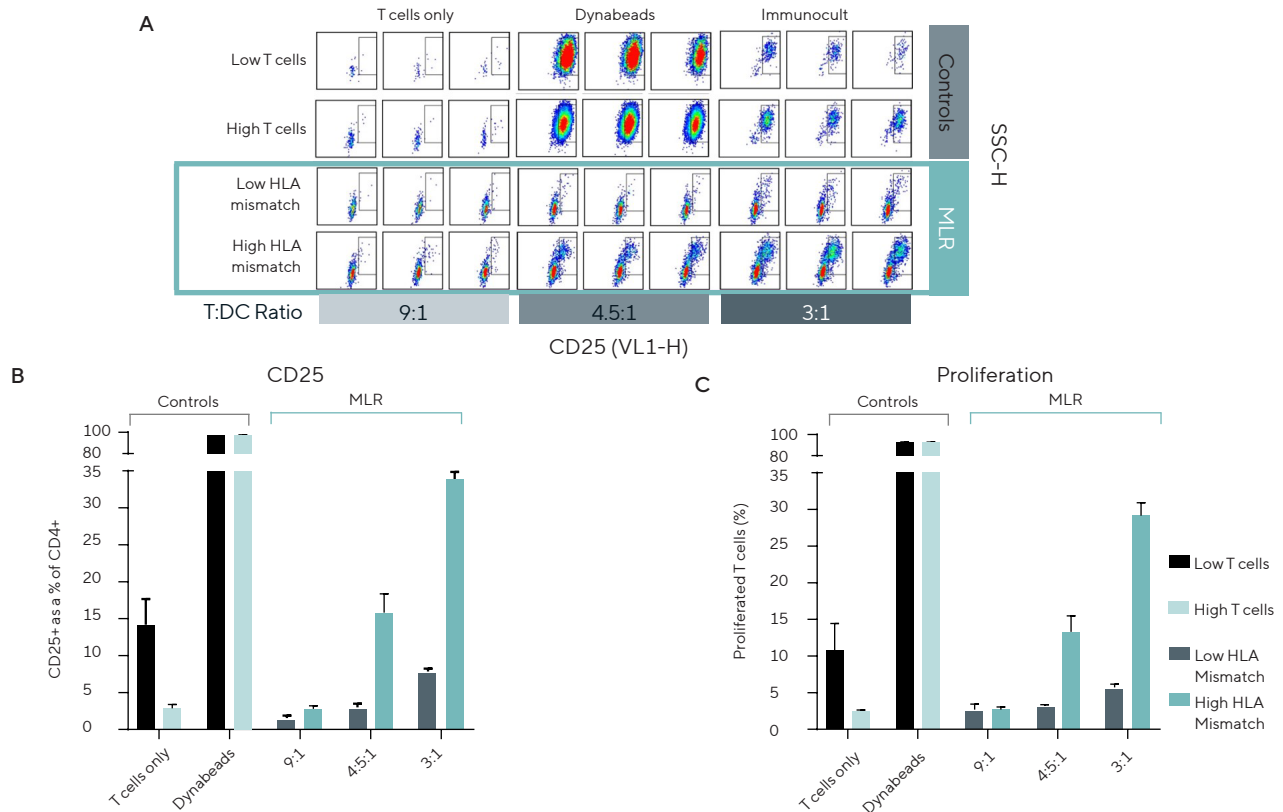 A
T cells only
Dynabeads
Immunocult
Low T cells
High T cells
Controls
Low HLA
mismatch
High HLA
mismatch
MLR
SSC-H
T:DC Ratio
9:1
4.5:1
3:1
CD25 (VL1-H)
B
CD25
Controls
MLR
CD25+ as a % of CD4+
100
80
35
30
25
20
15
10
5
0
T cells only
Dynabeads
9:1
4:5:1
3:1
C
Proliferation
Controls
MLR
Proliferated T cells (%)
100
80
35
30
25
20
15
10
5
0
T cells only
Dynabeads
9:1
4:5:1
3:1
Low T cells
High T cells
Low HLA
Mismatch
High HLA
Mismatch